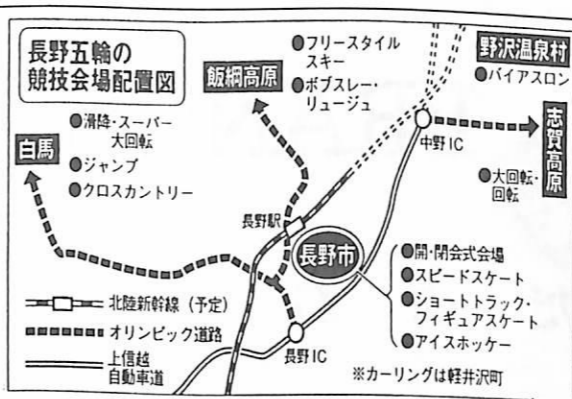 長野五輪の
競技会場配置図
飯綱高原
●フリースタイル
スキー
●ボブスレー・
リュージュ
野沢温泉村
●バイアスロン
白馬
●滑降・スーパー
大回転
●ジャンプ
●クロスカントリー
中野IC
志賀高原
●大回転・
回転
長野駅
長野市
●開・閉会式会場
●スピードスケート
●ショートトラック・
フィギュアスケート
●アイスホッケー
北陸新幹線（予定）
オリンピック道路
上信越
自動車道
長野IC
※カーリングは軽井沢町